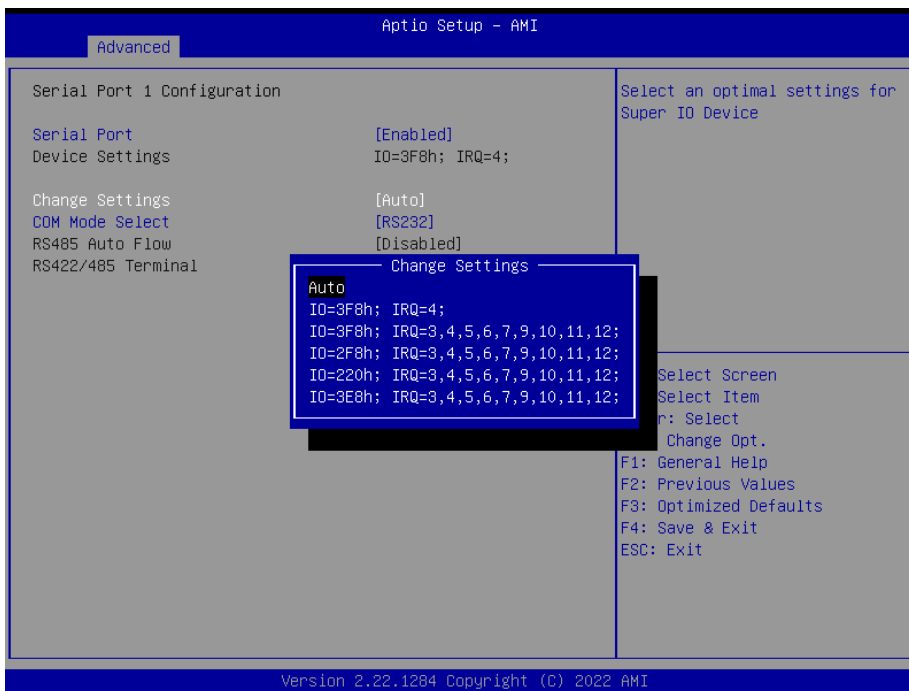 Aptio Setup – AMI
Advanced
Serial Port 1 Configuration
Serial Port [Enabled]
Device Settings IO=3F8h; IRQ=4;
Change Settings [Auto]
COM Mode Select [RS232]
RS485 Auto Flow [Disabled]
RS422/485 Terminal
Change Settings
Auto
IO=3F8h; IRQ=4;
IO=3F8h; IRQ=3,4,5,6,7,9,10,11,12;
IO=2F8h; IRQ=3,4,5,6,7,9,10,11,12;
IO=220h; IRQ=3,4,5,6,7,9,10,11,12;
IO=3E8h; IRQ=3,4,5,6,7,9,10,11,12;
Select an optimal settings for
Super IO Device
Select Screen
Select Item
r: Select
Change Opt.
F1: General Help
F2: Previous Values
F3: Optimized Defaults
F4: Save & Exit
ESC: Exit
Version 2.22.1284 Copyright (C) 2022 AMI